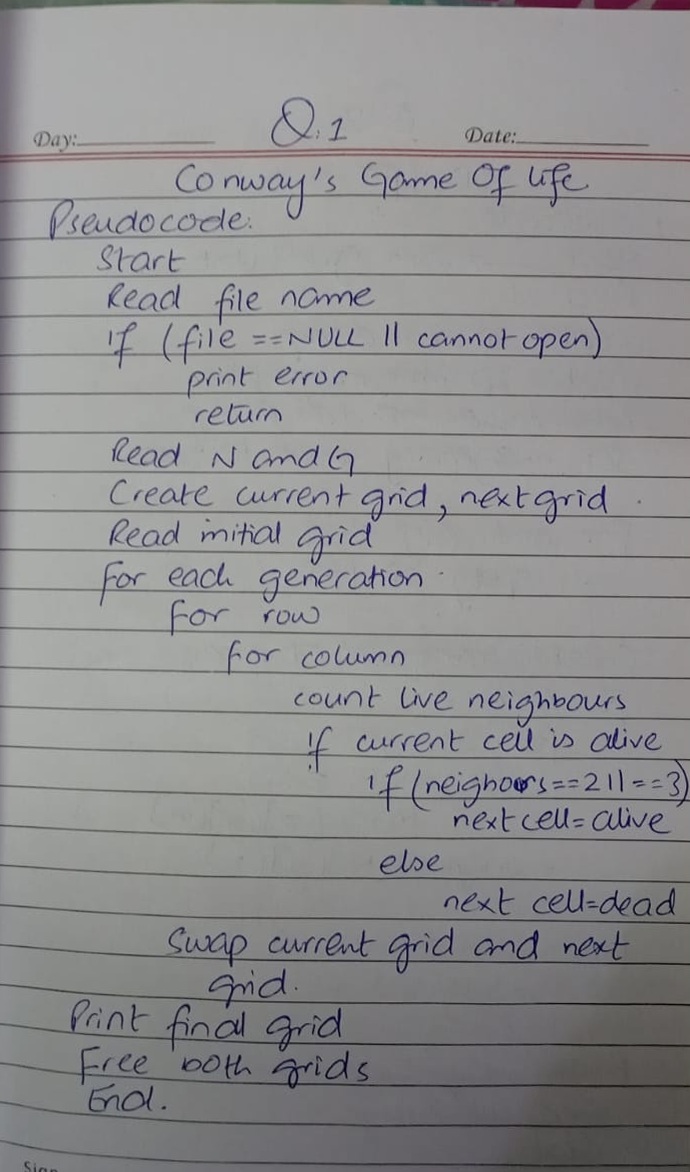 Day:
Q.1
Date:
Conway's Game Of Life
Pseudocode:
Start
Read file name
if (file ==NULL || cannot open)
print error
return
Read N and G
Create current grid, next grid
Read initial grid
for each generation
for row
for column
count live neighbours
if current cell is alive
if (neighbours==2 || ==3)
next cell= alive
else
next cell=dead
Swap current grid and next
grid.
Print final grid
Free both grids
End.
Sign